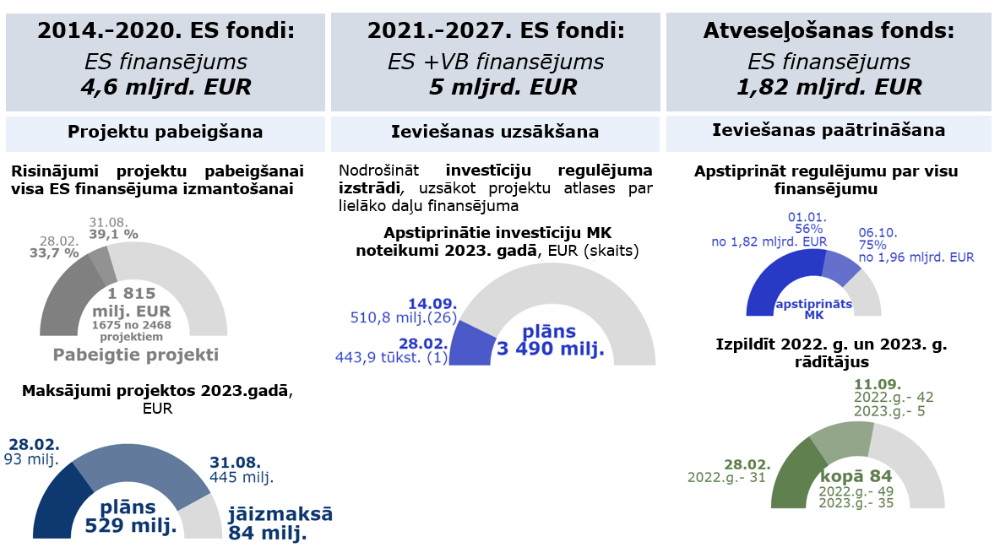 2014.-2020. ES fondi:
ES finansējums
4,6 mljrd. EUR
Projektu pabeigšana
Risinājumi projektu pabeigšanai
visa ES finansējuma izmantošanai
31.08.
39,1 %
28.02.
33,7 %
1 815
milj. EUR
1675 no 2468
projektiem
Pabeigtie projekti
Maksājumi projektos 2023.gadā,
EUR
28.02.
93 milj.
31.08.
445 milj.
plāns
529 milj.
jāizmaksā
84 milj.
2021.-2027. ES fondi:
ES +VB finansējums
5 mljrd. EUR
Ieviešanas uzsākšana
Nodrošināt investīciju regulējuma
izstrādi, uzsākot projektu atlases par
lielāko daļu finansējuma
Apstiprinātie investīciju MK
noteikumi 2023. gadā, EUR (skaits)
14.09.
510,8 milj.(26)
28.02.
443,9 tūkst. (1)
plāns
3 490 milj.
Atveseļošanas fonds:
ES finansējums
1,82 mljrd. EUR
Ieviešanas paātrināšana
Apstiprināt regulējumu par visu
finansējumu
01.01.
56%
no 1,82 mljrd. EUR
06.10.
75%
no 1,96 mljrd. EUR
apstiprināts
MK
Izpildīt 2022. g. un 2023. g.
rādītājus
11.09.
2022.g.- 42
2023.g.- 5
28.02.
2022.g.- 31
kopā 84
2022.g.- 49
2023.g.- 35